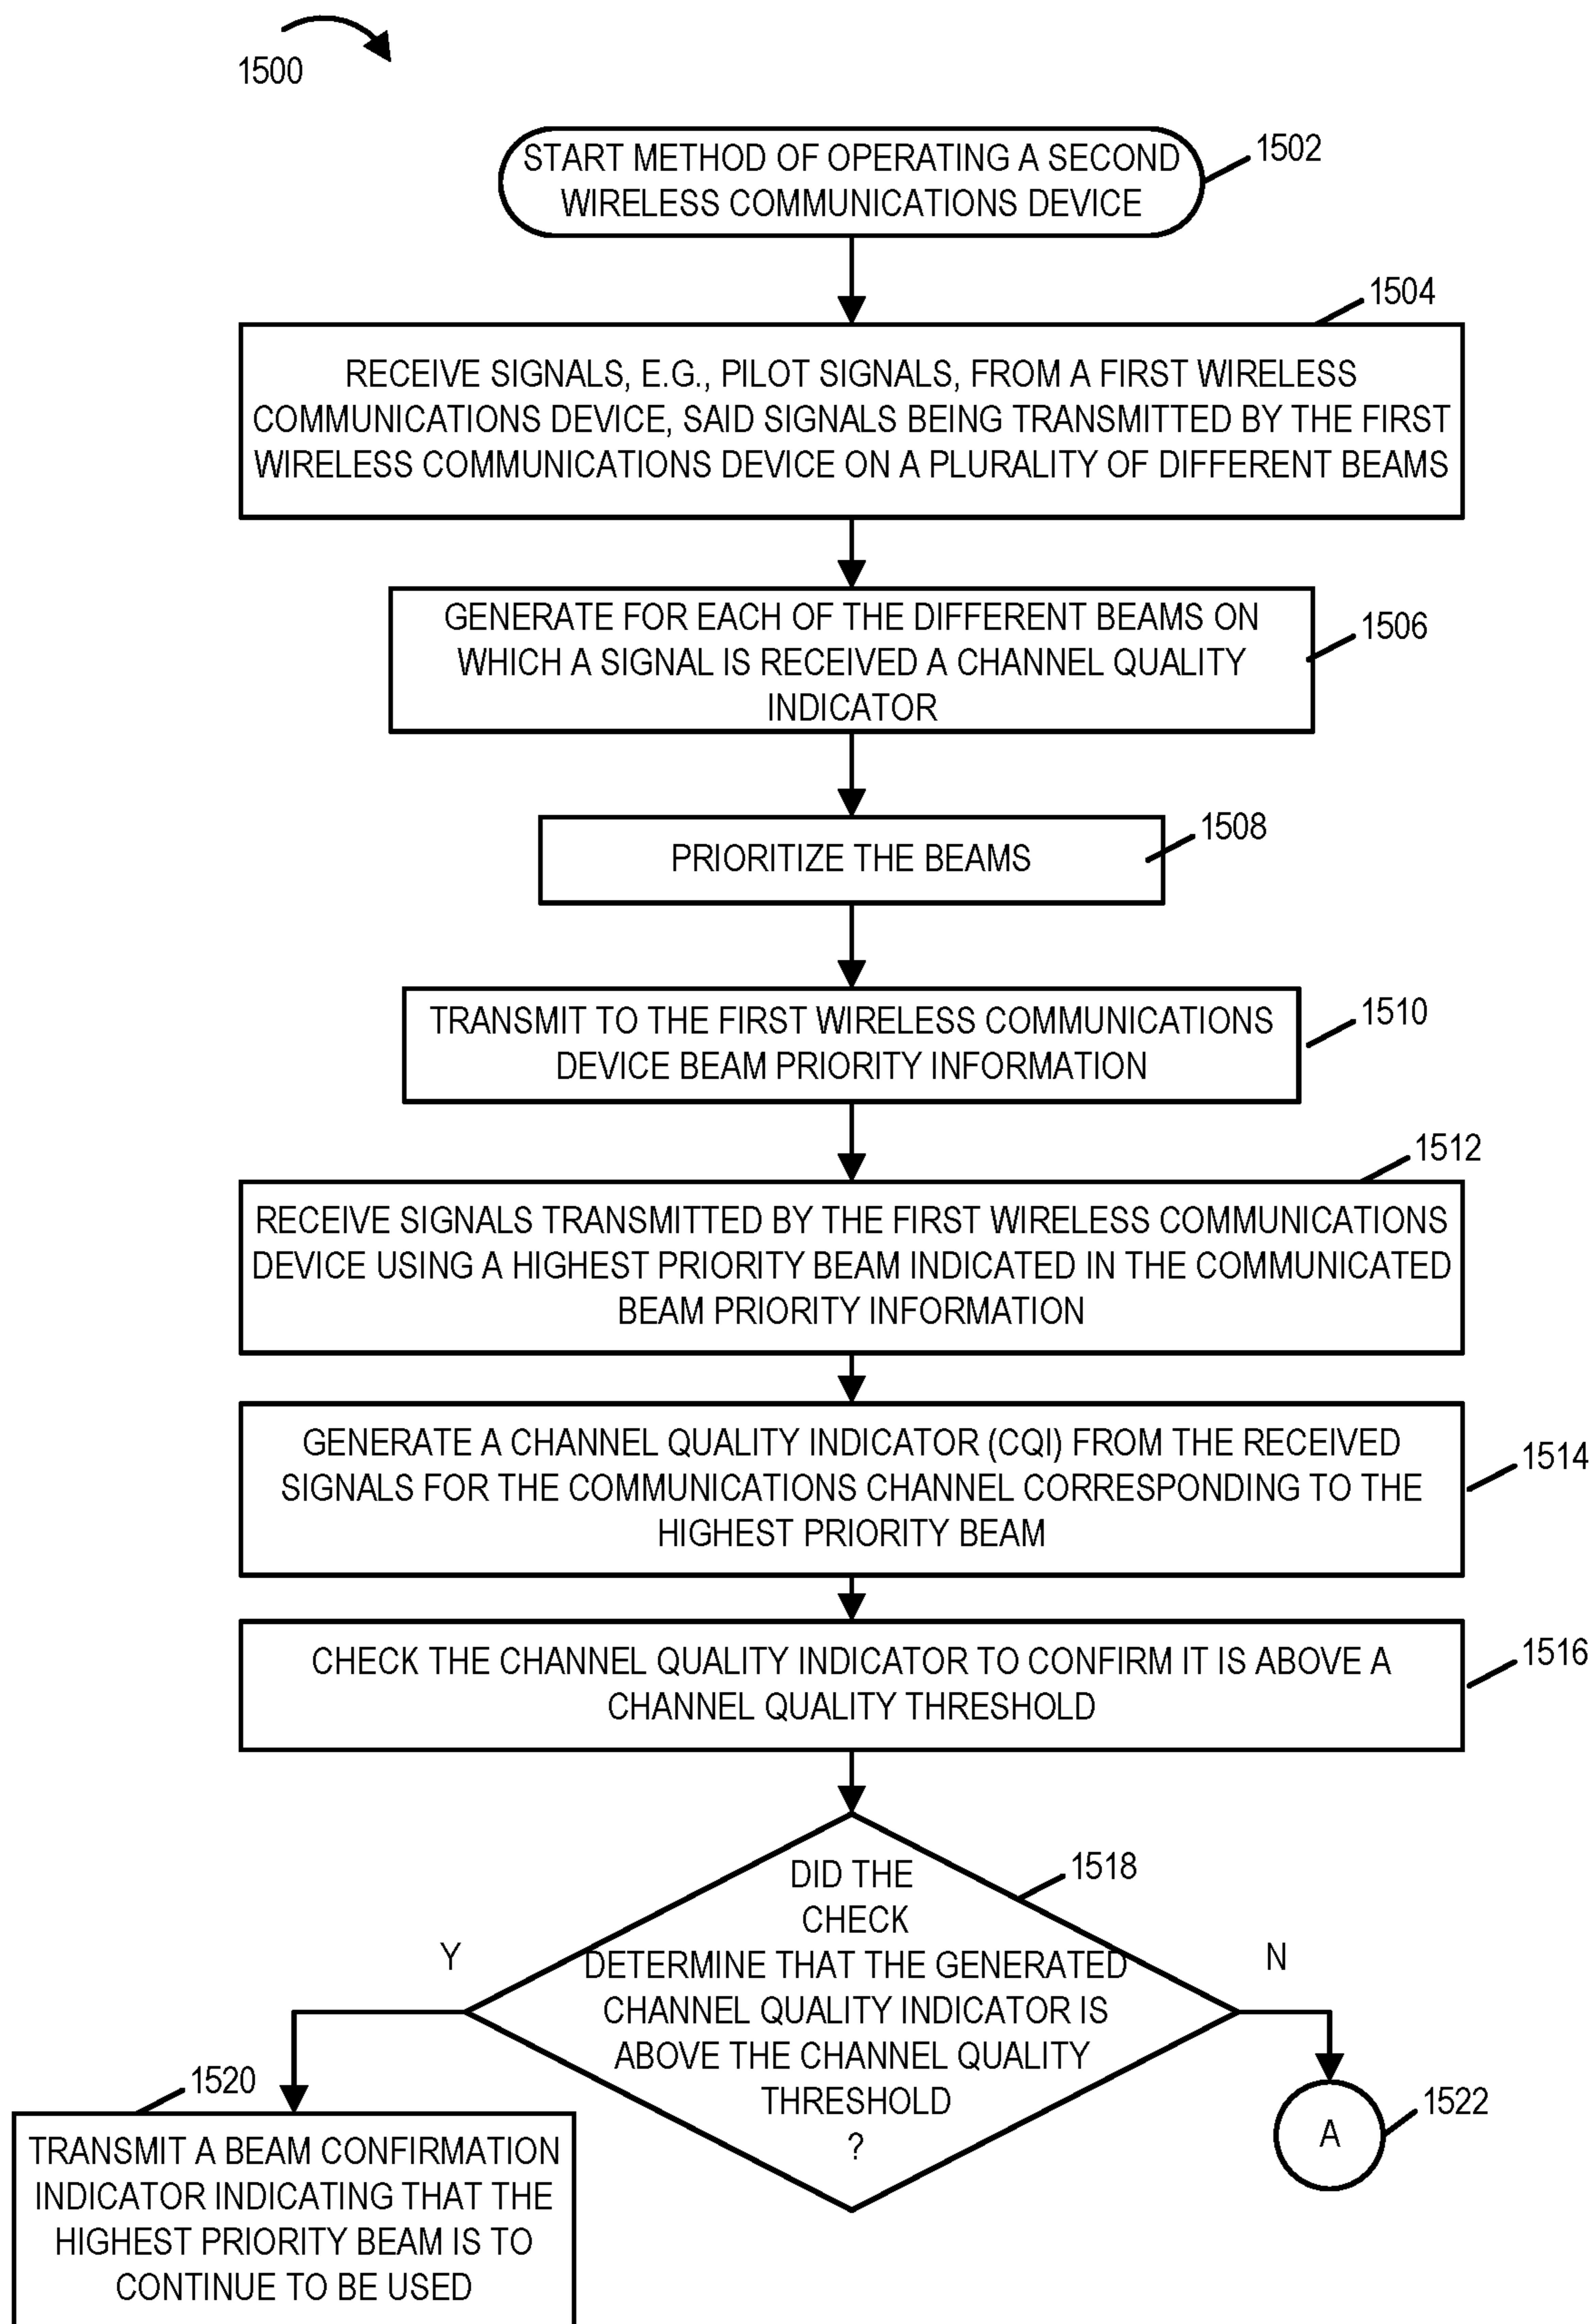 1500
START METHOD OF OPERATING A SECOND
WIRELESS COMMUNICATIONS DEVICE
1502
1504
RECEIVE SIGNALS, E.G., PILOT SIGNALS, FROM A FIRST WIRELESS
COMMUNICATIONS DEVICE, SAID SIGNALS BEING TRANSMITTED BY THE FIRST
WIRELESS COMMUNICATIONS DEVICE ON A PLURALITY OF DIFFERENT BEAMS
GENERATE FOR EACH OF THE DIFFERENT BEAMS ON
WHICH A SIGNAL IS RECEIVED A CHANNEL QUALITY
INDICATOR
1506
PRIORITIZE THE BEAMS
1508
TRANSMIT TO THE FIRST WIRELESS COMMUNICATIONS
DEVICE BEAM PRIORITY INFORMATION
1510
1512
RECEIVE SIGNALS TRANSMITTED BY THE FIRST WIRELESS COMMUNICATIONS
DEVICE USING A HIGHEST PRIORITY BEAM INDICATED IN THE COMMUNICATED
BEAM PRIORITY INFORMATION
GENERATE A CHANNEL QUALITY INDICATOR (CQI) FROM THE RECEIVED
SIGNALS FOR THE COMMUNICATIONS CHANNEL CORRESPONDING TO THE
HIGHEST PRIORITY BEAM
1514
CHECK THE CHANNEL QUALITY INDICATOR TO CONFIRM IT IS ABOVE A
CHANNEL QUALITY THRESHOLD
1516
DID THE
CHECK
DETERMINE THAT THE GENERATED
CHANNEL QUALITY INDICATOR IS
ABOVE THE CHANNEL QUALITY
THRESHOLD
?
1518
Y
N
1520
TRANSMIT A BEAM CONFIRMATION
INDICATOR INDICATING THAT THE
HIGHEST PRIORITY BEAM IS TO
CONTINUE TO BE USED
A
1522